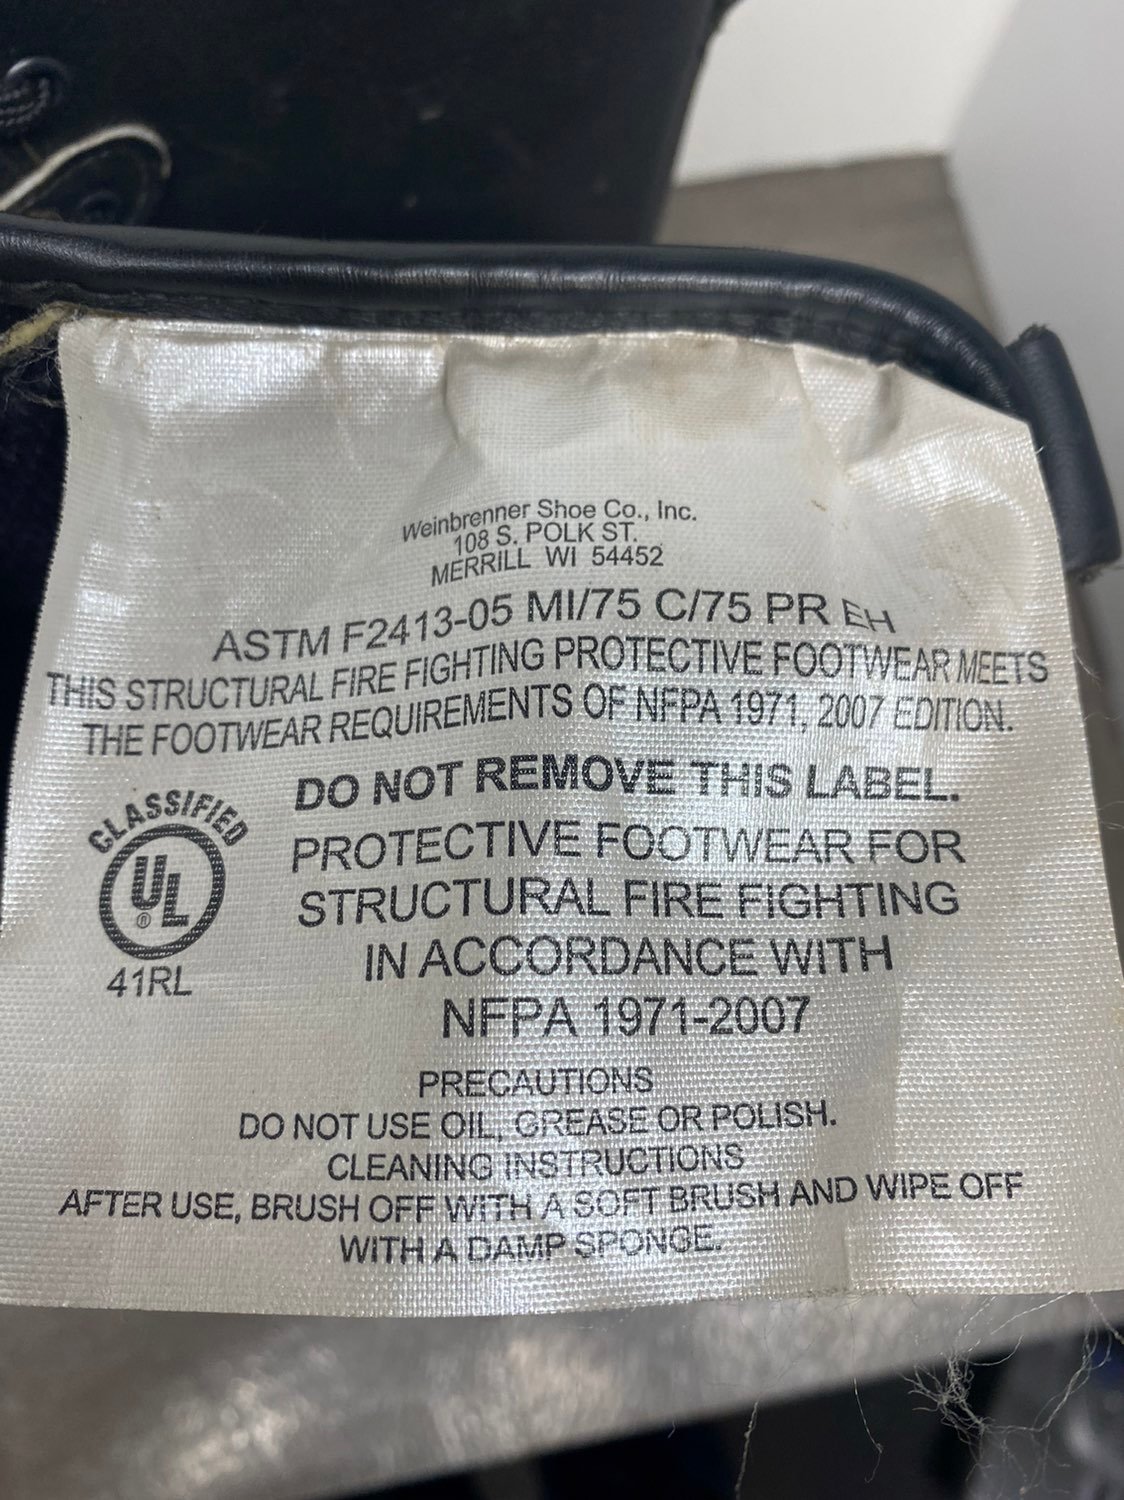 Weinbrenner Shoe Co., Inc.
108 S. POLK ST.
MERRILL WI 54452
ASTM F2413-05 MI/75 C/75 PR EH
THIS STRUCTURAL FIRE FIGHTING PROTECTIVE FOOTWEAR MEETS
THE FOOTWEAR REQUIREMENTS OF NFPA 1971, 2007 EDITION.
DO NOT REMOVE THIS LABEL.
CLASSIFIED
UL®
41RL
PROTECTIVE FOOTWEAR FOR
STRUCTURAL FIRE FIGHTING
IN ACCORDANCE WITH
NFPA 1971-2007
PRECAUTIONS
DO NOT USE OIL, GREASE OR POLISH.
CLEANING INSTRUCTIONS
AFTER USE, BRUSH OFF WITH A SOFT BRUSH AND WIPE OFF
WITH A DAMP SPONGE.